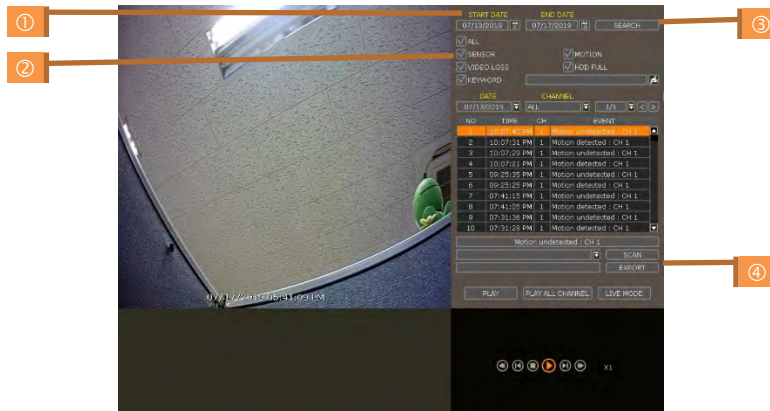 ①
②
③
④
START DATE END DATE
07/13/2019 07/17/2019 SEARCH
ALL
SENSOR MOTION
VIDEO LOSS HDD FULL
KEYWORD
DATE CHANNEL
07/13/2019 ALL 1/1 < >
NO TIME CH EVENT
1 10:07:40 PM 1 Motion undetected : CH 1
2 10:07:31 PM 1 Motion detected : CH 1
3 10:07:29 PM 1 Motion undetected : CH 1
4 10:07:21 PM 1 Motion detected : CH 1
5 09:25:35 PM 1 Motion undetected : CH 1
6 09:25:25 PM 1 Motion detected : CH 1
7 07:41:15 PM 1 Motion undetected : CH 1
8 07:41:05 PM 1 Motion detected : CH 1
9 07:31:36 PM 1 Motion undetected : CH 1
10 07:31:28 PM 1 Motion detected : CH 1
Motion undetected : CH 1
SCAN
EXPORT
07/17/2019 05:41:09 PM
PLAY PLAY ALL CHANNEL LIVE MODE
X1